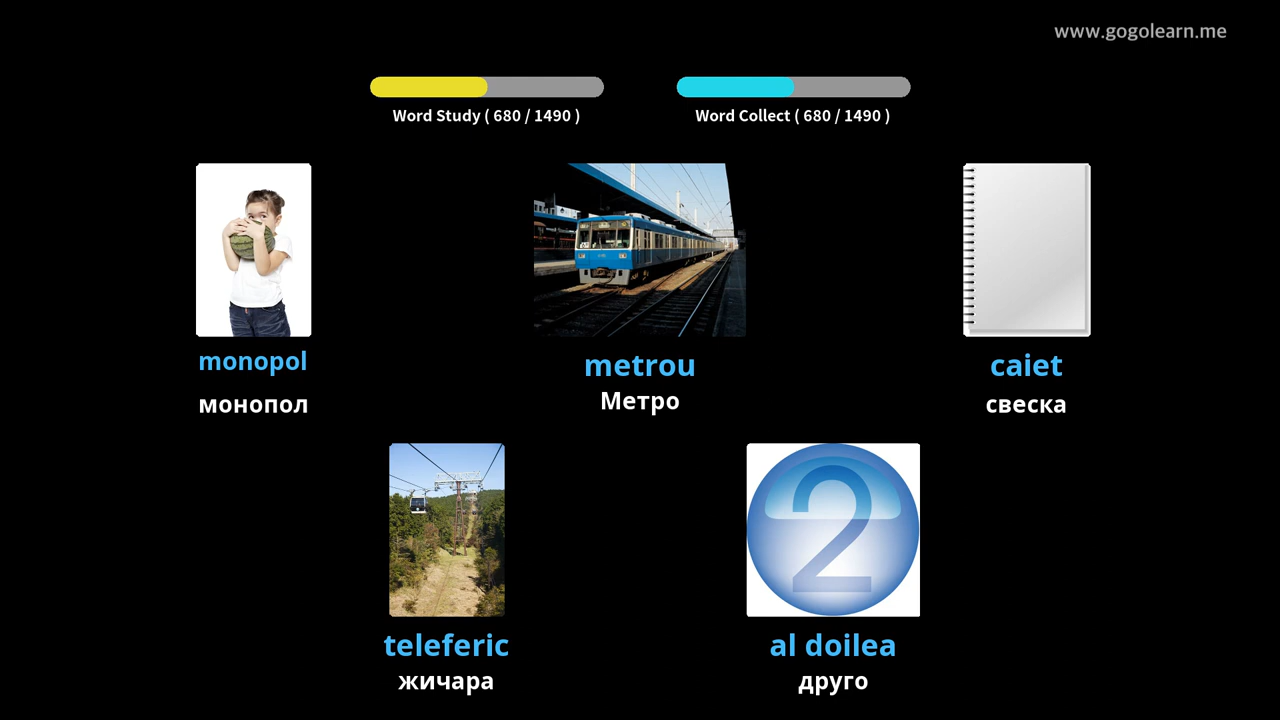 www.gogolearn.me
Word Study ( 680 / 1490 )
Word Collect ( 680 / 1490 )
monopol
монопол
metrou
Метро
caiet
свеска
teleferic
жичара
al doilea
друго
2